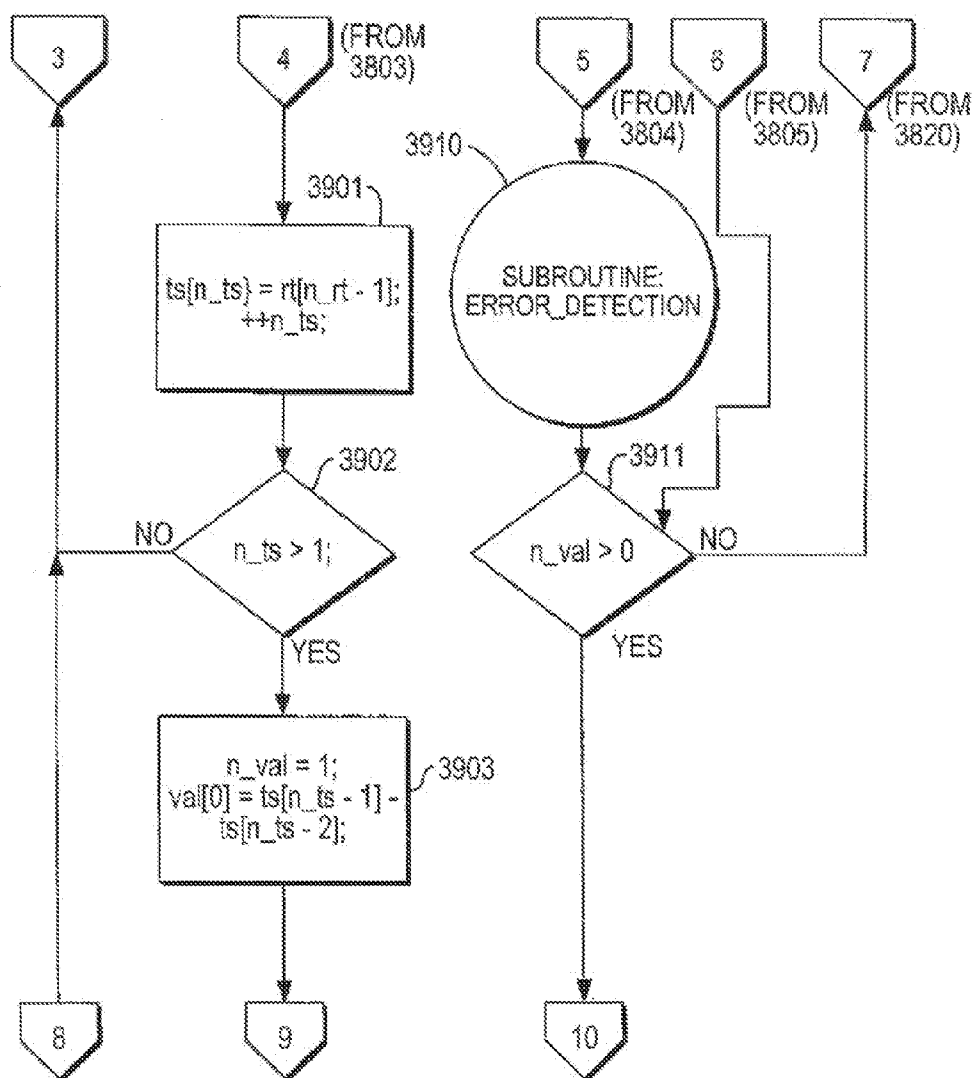 3
4
(FROM
3803)
5
(FROM
3804)
6
(FROM
3805)
7
(FROM
3820)
3901
ts[n_ts} = rt[n_rt - 1];
++n_ts;
3910
SUBROUTINE:
ERROR_DETECTION
3902
NO
n_ts > 1;
YES
3911
n_val > 0
NO
YES
3903
n_val = 1;
val[0] = ts[n_ts - 1] -
ts[n_ts - 2];
8
9
10